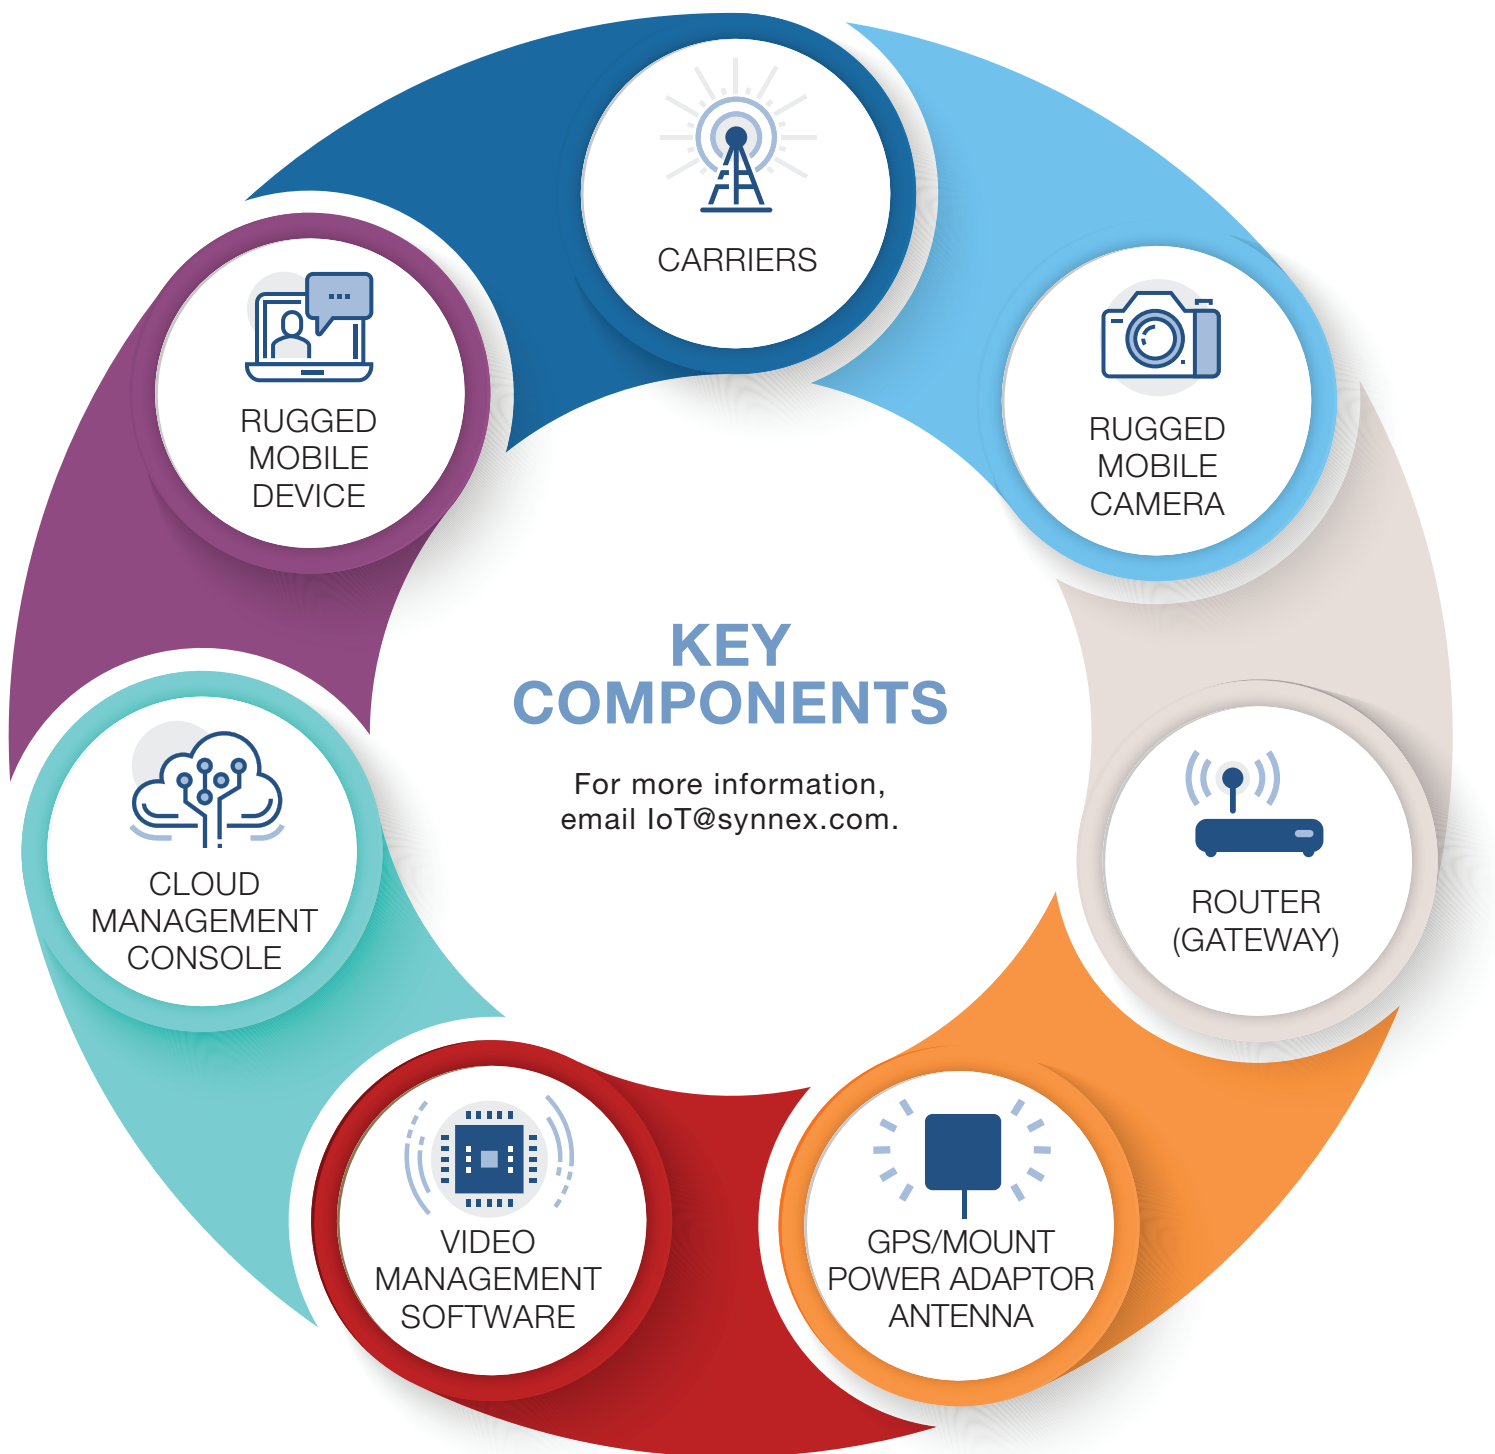 CARRIERS
RUGGED
MOBILE
CAMERA
ROUTER
(GATEWAY)
GPS/MOUNT
POWER ADAPTOR
ANTENNA
VIDEO
MANAGEMENT
SOFTWARE
CLOUD
MANAGEMENT
CONSOLE
RUGGED
MOBILE
DEVICE
KEY
COMPONENTS
For more information,
email IoT@synnex.com.